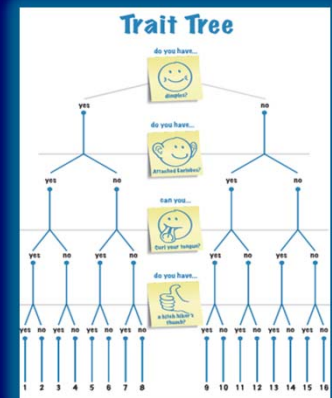 Trait Tree
do you have...
dimples?
yes no
do you have...
Attached Earlobes?
yes no yes no
can you...
Curl your tongue?
yes no yes no yes no yes no
do you have...
a hitch hiker's thumb?
yes no yes no yes no yes no yes no yes no yes no yes no
1 2 3 4 5 6 7 8 9 10 11 12 13 14 15 16